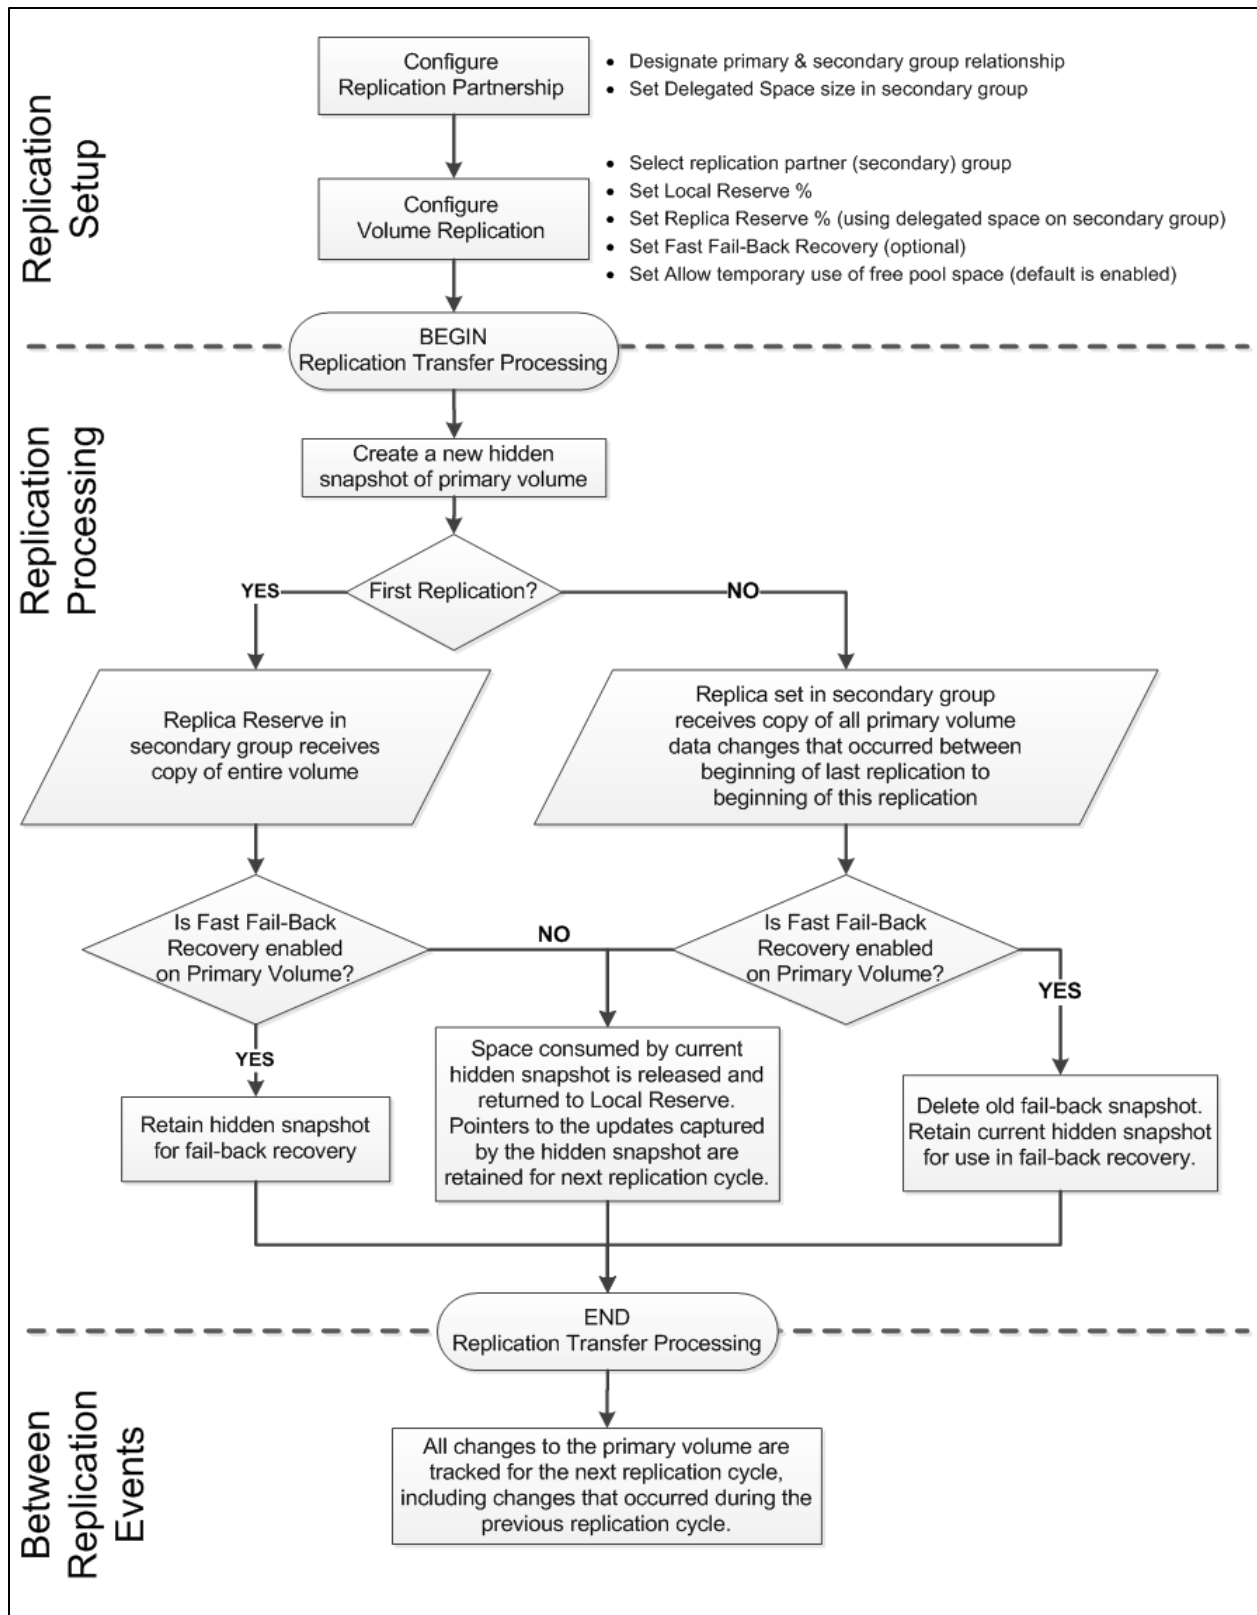 Replication
Setup
Configure
Replication Partnership
• Designate primary & secondary group relationship
• Set Delegated Space size in secondary group
Configure
Volume Replication
• Select replication partner (secondary) group
• Set Local Reserve %
• Set Replica Reserve % (using delegated space on secondary group)
• Set Fast Fail-Back Recovery (optional)
• Set Allow temporary use of free pool space (default is enabled)
BEGIN
Replication Transfer Processing
Replication
Processing
Create a new hidden
snapshot of primary volume
First Replication?
YES
NO
Replica Reserve in
secondary group receives
copy of entire volume
Replica set in secondary group
receives copy of all primary volume
data changes that occurred between
beginning of last replication to
beginning of this replication
Is Fast Fail-Back
Recovery enabled
on Primary Volume?
NO
Is Fast Fail-Back
Recovery enabled
on Primary Volume?
YES
YES
Retain hidden snapshot
for fail-back recovery
Space consumed by current
hidden snapshot is released and
returned to Local Reserve.
Pointers to the updates captured
by the hidden snapshot are
retained for next replication cycle.
Delete old fail-back snapshot.
Retain current hidden snapshot
for use in fail-back recovery.
END
Replication Transfer Processing
Between
Replication
Events
All changes to the primary volume are
tracked for the next replication cycle,
including changes that occurred during the
previous replication cycle.